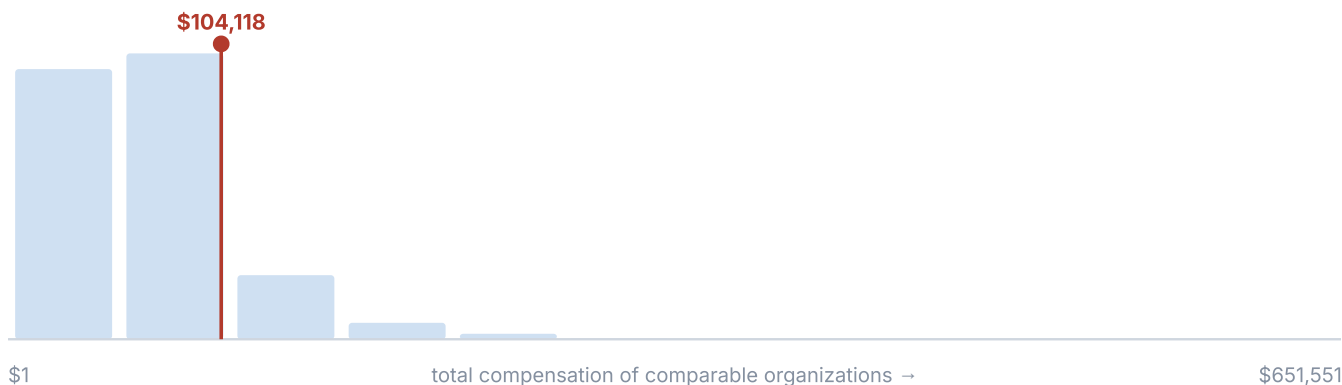 $104,118
$1 total compensation of comparable organizations → $651,551